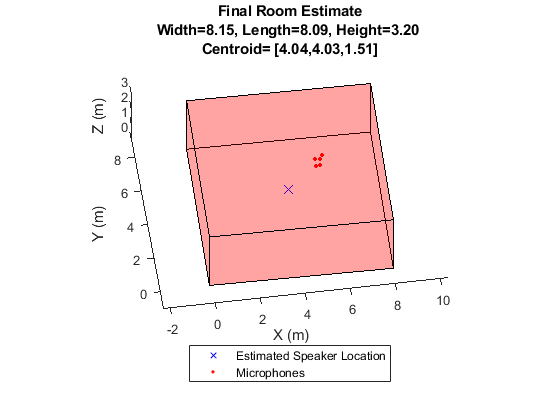 Final Room Estimate
Width=8.15, Length=8.09, Height=3.20
Centroid= [4.04,4.03,1.51]
3
2
1
0
Z (m)
8
6
4
2
0
Y (m)
-2
0
2
4
6
8
10
X (m)
Estimated Speaker Location
Microphones